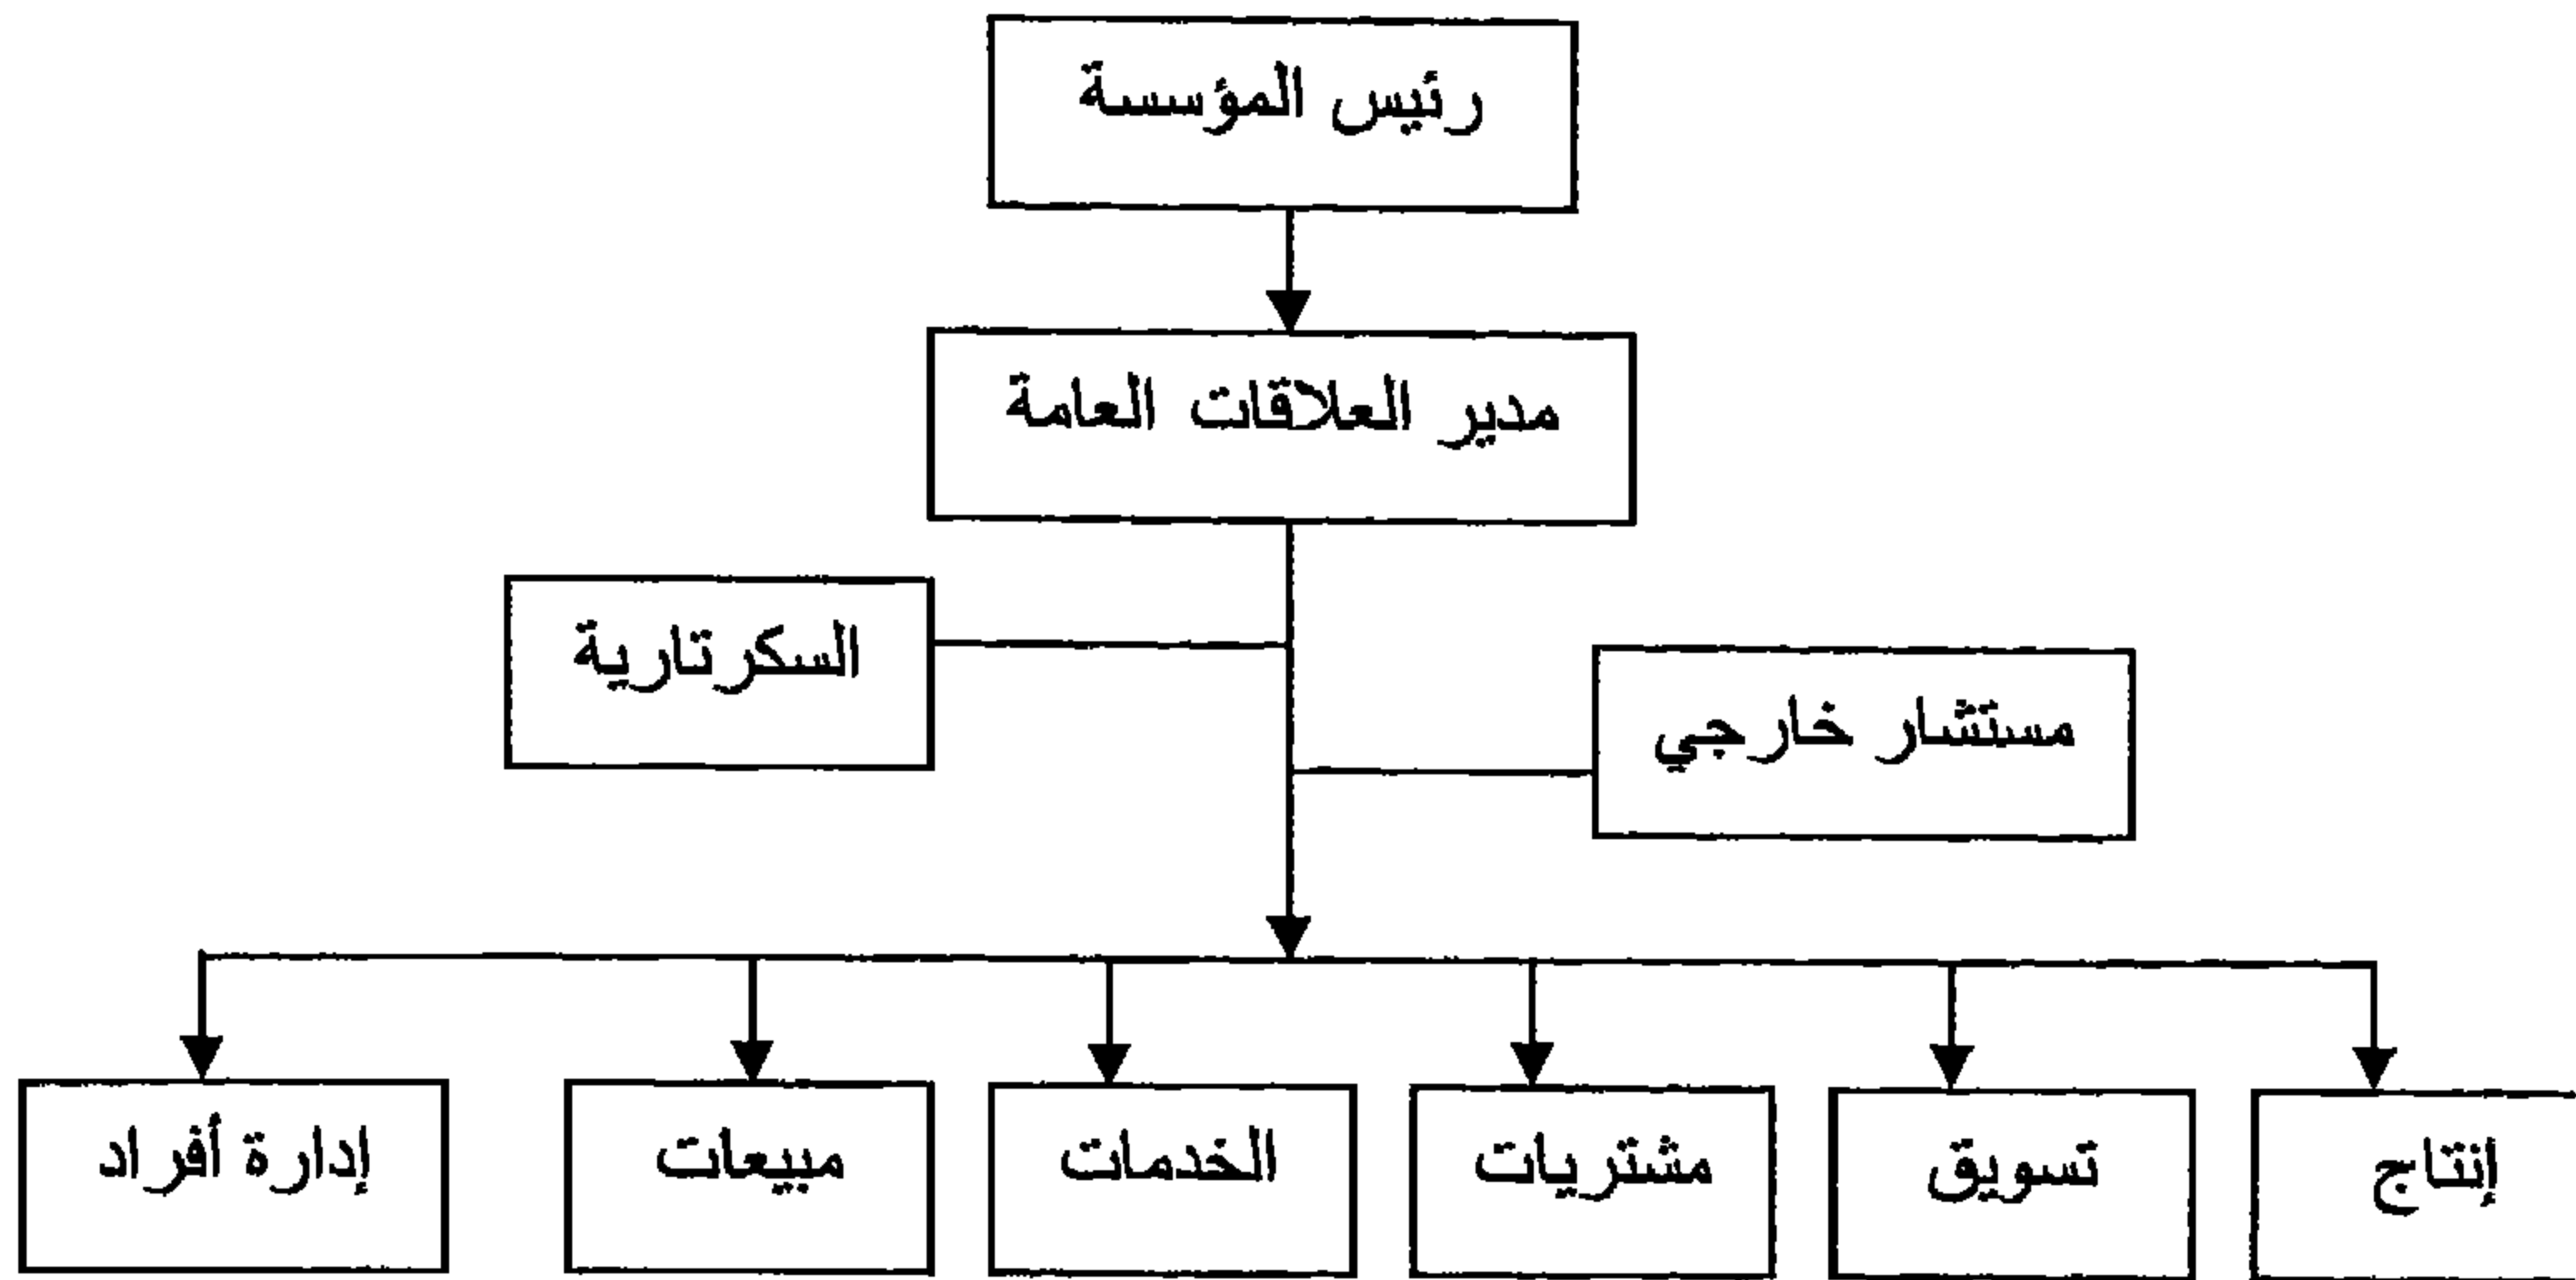 رئيس المؤسسة
مدير العلاقات العامة
السكرتارية
مستشار خارجي
إنتاج
تسويق
مشتريات
الخدمات
مبيعات
إدارة أفراد